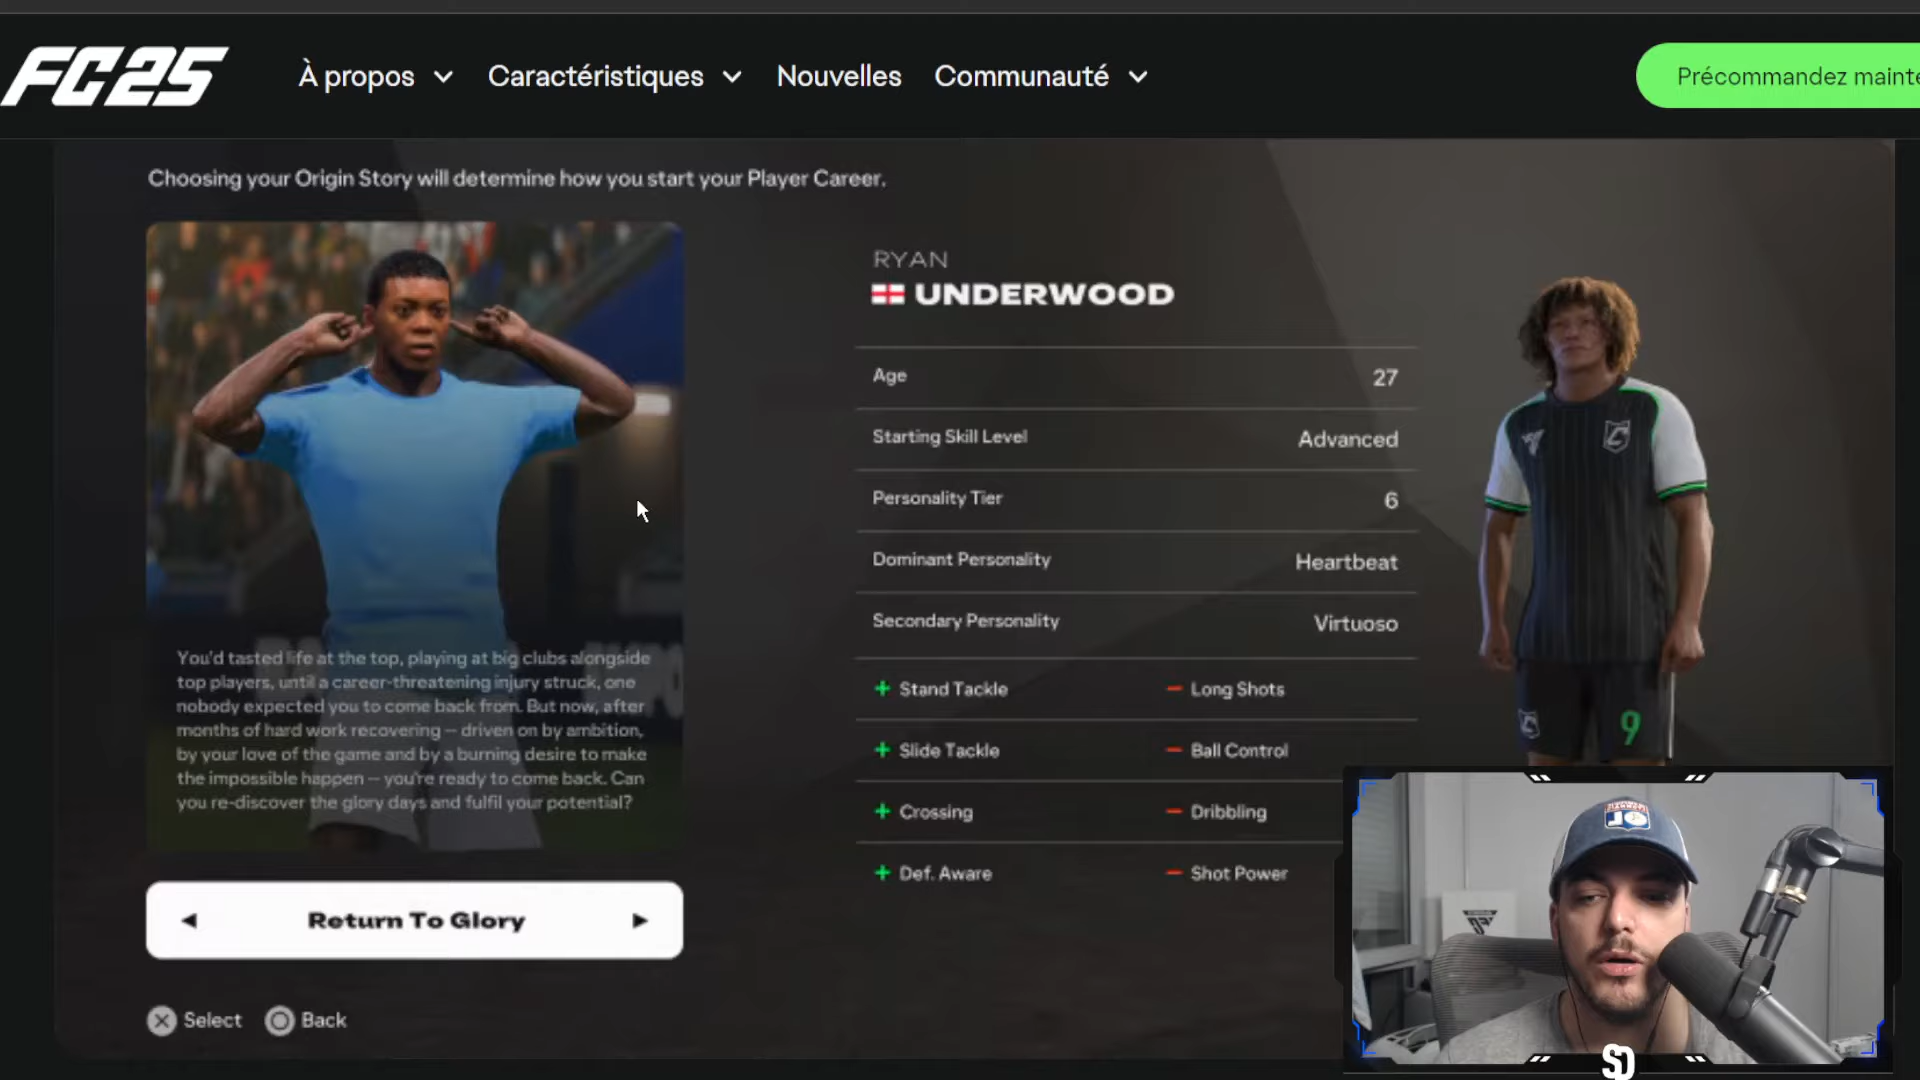 FC25
À propos
Caractéristiques
Nouvelles
Communauté
Précommandez mainte
Choosing your Origin Story will determine how you start your Player Career.
RYAN
UNDERWOOD
Age 27
Starting Skill Level Advanced
Personality Tier 6
Dominant Personality Heartbeat
Secondary Personality Virtuoso
+ Stand Tackle − Long Shots
+ Slide Tackle − Ball Control
+ Crossing − Dribbling
+ Def. Aware − Shot Power
You'd tasted life at the top, playing at big clubs alongside
top players, until a career-threatening injury struck, one
nobody expected you to come back from. But now, after
months of hard work recovering – driven on by ambition,
by your love of the game and by a burning desire to make
the impossible happen – you're ready to come back. Can
you re-discover the glory days and fulfil your potential?
Return To Glory
Select
Back
9